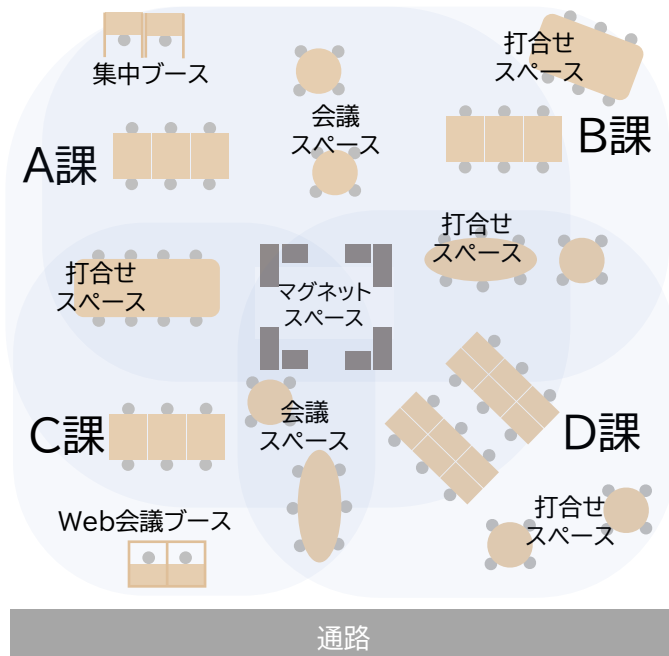 集中ブース
打合せ
スペース
会議
スペース
A課
B課
打合せ
スペース
打合せ
スペース
マグネット
スペース
C課
会議
スペース
D課
Web会議ブース
打合せ
スペース
通路